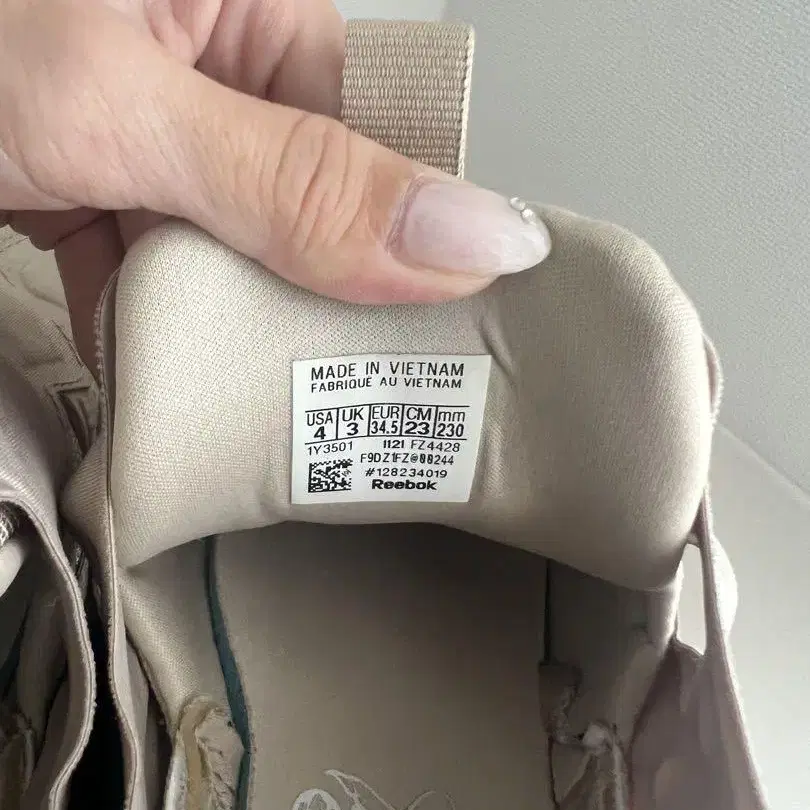 MADE IN VIETNAM
FABRIQUÉ AU VIETNAM
USA UK EUR CM mm
4 3 34.5 23 230
1Y3501 1121 FZ4428
F9DZ1FZ@00244
#128234019
Reebok